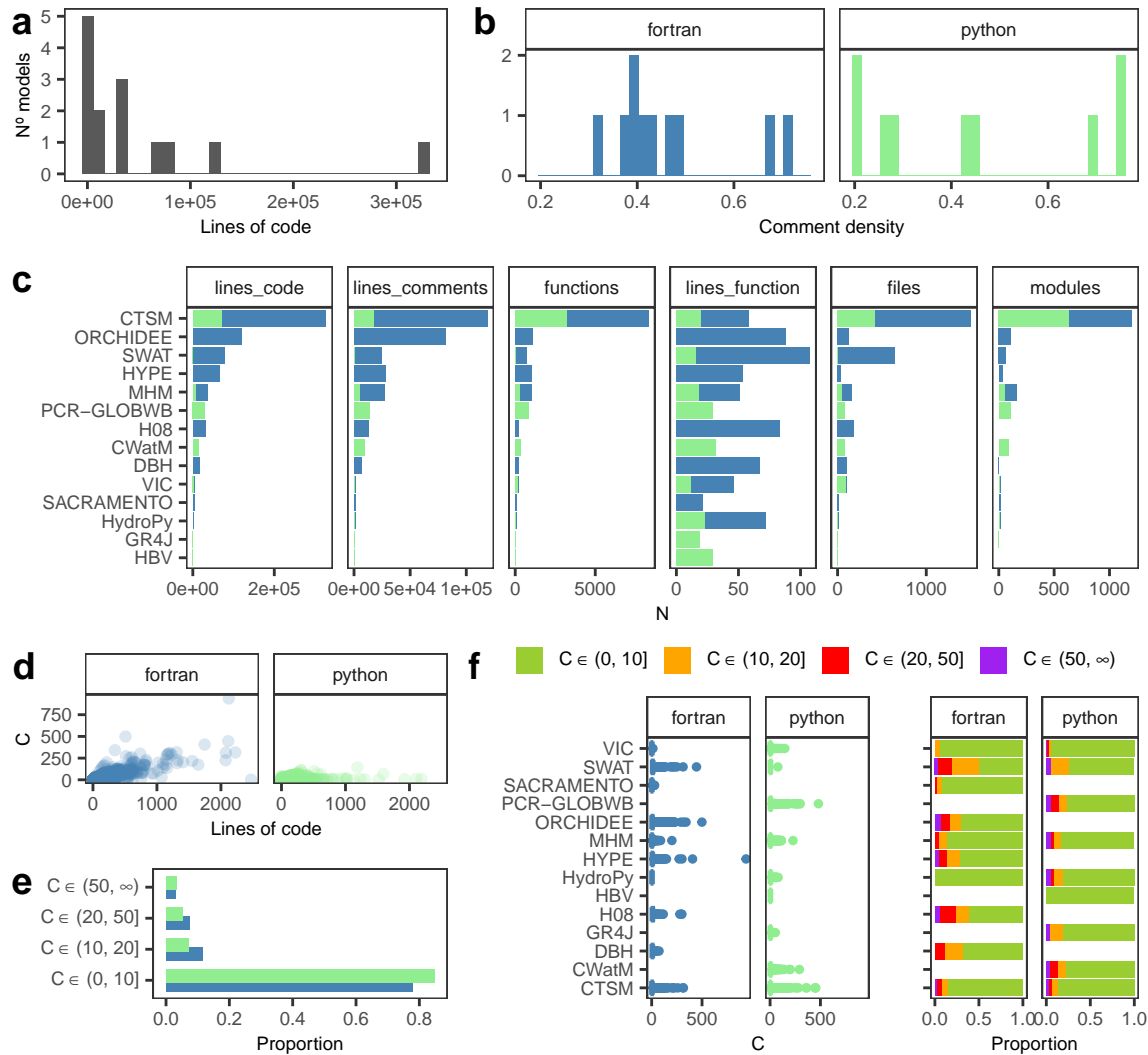 a
Nº models
5
4
3
2
1
0
0e+00 1e+05 2e+05 3e+05
Lines of code
b
fortran python
2
1
0
0.2 0.4 0.6 0.2 0.4 0.6
Comment density
c
lines_code lines_comments functions lines_function files modules
CTSM
ORCHIDEE
SWAT
HYPE
MHM
PCR−GLOBWB
H08
CWatM
DBH
VIC
SACRAMENTO
HydroPy
GR4J
HBV
0e+00 2e+05 0e+00 5e+04 1e+05 0 5000 0 50 100 0 1000 0 500 1000
N
d
fortran python
C
750
500
250
0
0 1000 2000 0 1000 2000
Lines of code
e
C ∈ (50, ∞)
C ∈ (20, 50]
C ∈ (10, 20]
C ∈ (0, 10]
0.0 0.2 0.4 0.6 0.8
Proportion
f
C ∈ (0, 10] C ∈ (10, 20] C ∈ (20, 50] C ∈ (50, ∞)
fortran python fortran python
VIC
SWAT
SACRAMENTO
PCR−GLOBWB
ORCHIDEE
MHM
HYPE
HydroPy
HBV
H08
GR4J
DBH
CWatM
CTSM
0 500 0 500 0.0 0.5 1.0 0.0 0.5 1.0
C Proportion